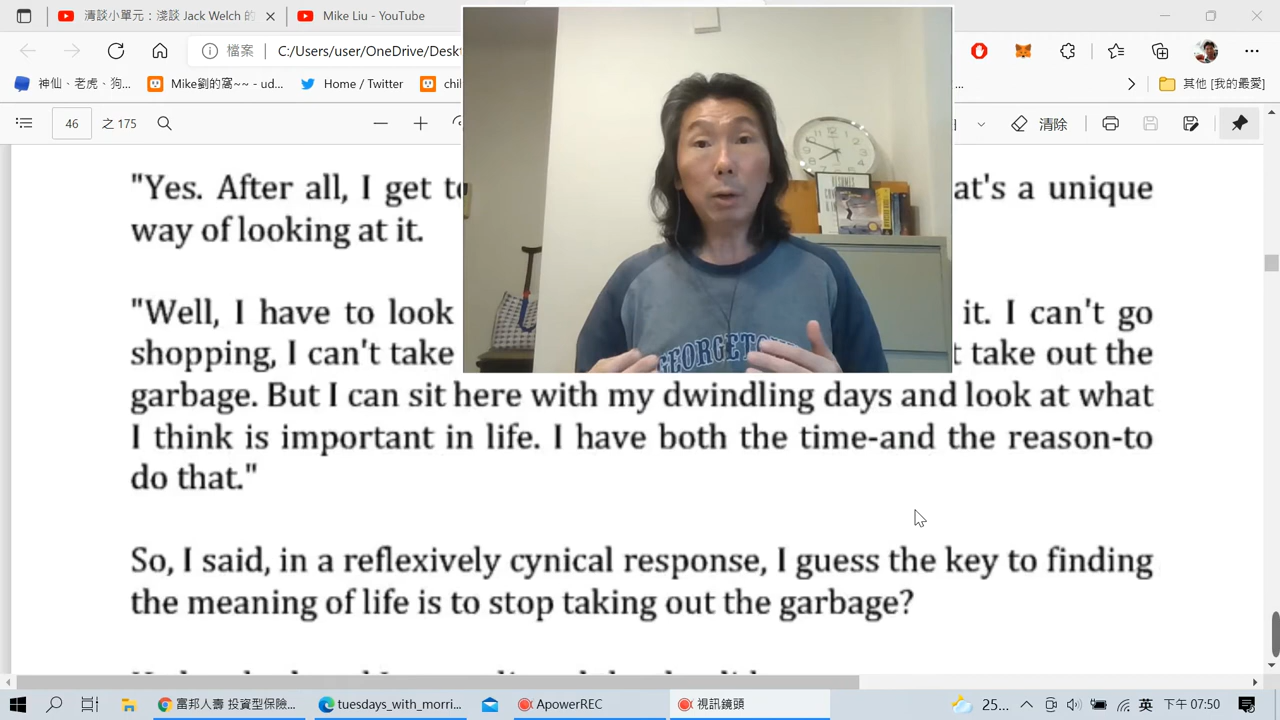 清談小單元：淺談 Jack Welch 的
Mike Liu - YouTube
檔案
C:/Users/user/OneDrive/Desk
神仙、老虎、狗...
Mike劉的窩~~ - ud...
Home / Twitter
chil
其他 [我的最愛]
46 之 175
清除
"Yes. After all, I get to
at's a unique
way of looking at it.
"Well, I have to look
it. I can't go
shopping, I can't take
t take out the
garbage. But I can sit here with my dwindling days and look at what
I think is important in life. I have both the time-and the reason-to
do that."
So, I said, in a reflexively cynical response, I guess the key to finding
the meaning of life is to stop taking out the garbage?
GEORGETO
富邦人壽 投資型保險...
tuesdays_with_morri...
ApowerREC
視訊鏡頭
25...
英
下午 07:50